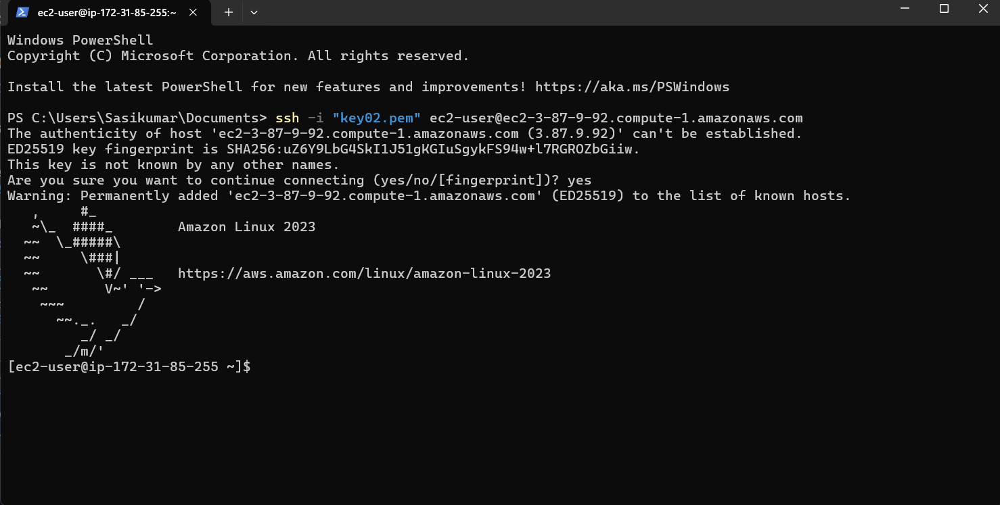 ec2-user@ip-172-31-85-255:~
Windows PowerShell
Copyright (C) Microsoft Corporation. All rights reserved.
Install the latest PowerShell for new features and improvements! https://aka.ms/PSWindows
PS C:\Users\Sasikumar\Documents> ssh -i "key02.pem" ec2-user@ec2-3-87-9-92.compute-1.amazonaws.com
The authenticity of host 'ec2-3-87-9-92.compute-1.amazonaws.com (3.87.9.92)' can't be established.
ED25519 key fingerprint is SHA256:uZ6Y9LbG4SkI1J51gKGIuSgykFS94w+l7RGROZbGiiw.
This key is not known by any other names.
Are you sure you want to continue connecting (yes/no/[fingerprint])? yes
Warning: Permanently added 'ec2-3-87-9-92.compute-1.amazonaws.com' (ED25519) to the list of known hosts.
   ,     #_
   ~\_  ####_        Amazon Linux 2023
  ~~  \_#####\
  ~~     \###|
  ~~       \#/ ___   https://aws.amazon.com/linux/amazon-linux-2023
   ~~       V~' '->
    ~~~         /
      ~~._.   _/
         _/ _/
       _/m/'
[ec2-user@ip-172-31-85-255 ~]$